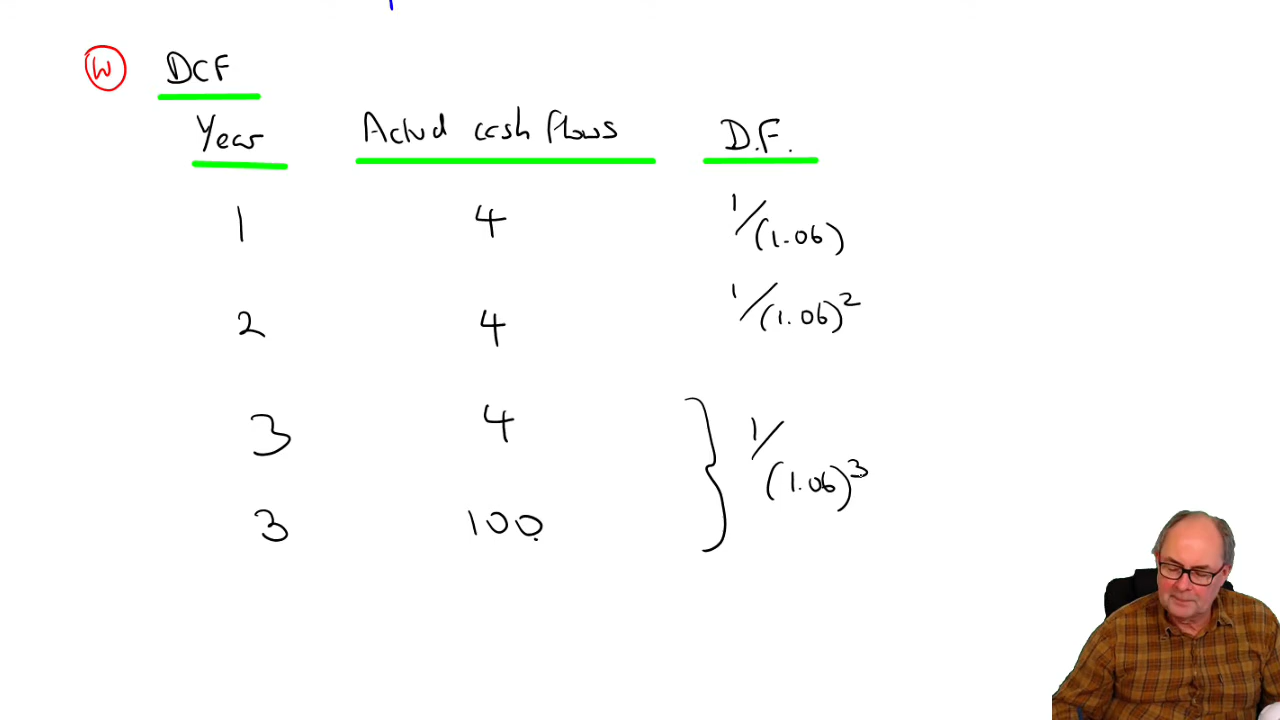 W DCF
Year Actual cash flows D.F.
1 4 1/(1.06)
2 4 1/(1.06)²
3 4 1/(1.06)³
3 100